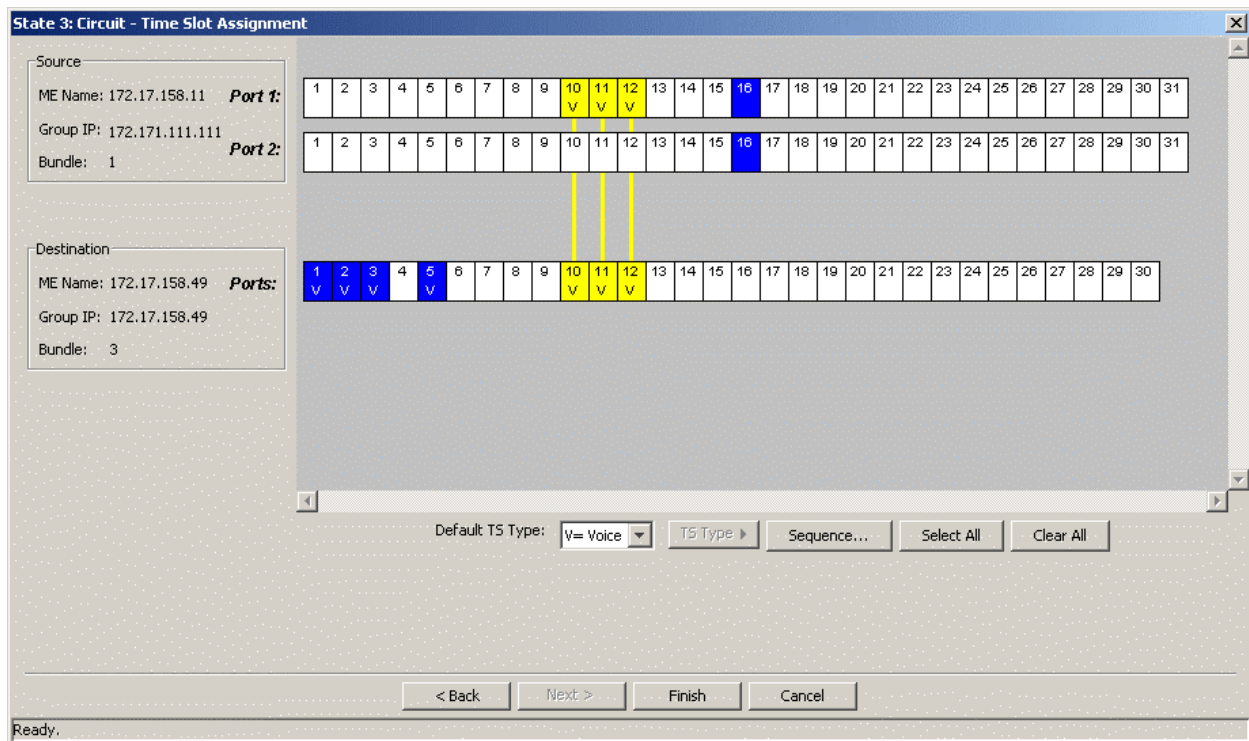 State 3: Circuit - Time Slot Assignment
Source
ME Name: 172.17.158.11
Group IP: 172.171.111.111
Bundle: 1
Port 1:
1 2 3 4 5 6 7 8 9 10 11 12 13 14 15 16 17 18 19 20 21 22 23 24 25 26 27 28 29 30 31
V V V
Port 2:
1 2 3 4 5 6 7 8 9 10 11 12 13 14 15 16 17 18 19 20 21 22 23 24 25 26 27 28 29 30 31
Destination
ME Name: 172.17.158.49
Group IP: 172.17.158.49
Bundle: 3
Ports:
1 2 3 4 5 6 7 8 9 10 11 12 13 14 15 16 17 18 19 20 21 22 23 24 25 26 27 28 29 30
V V V V V V V
Default TS Type: V= Voice TS Type Sequence... Select All Clear All
< Back Next > Finish Cancel
Ready.